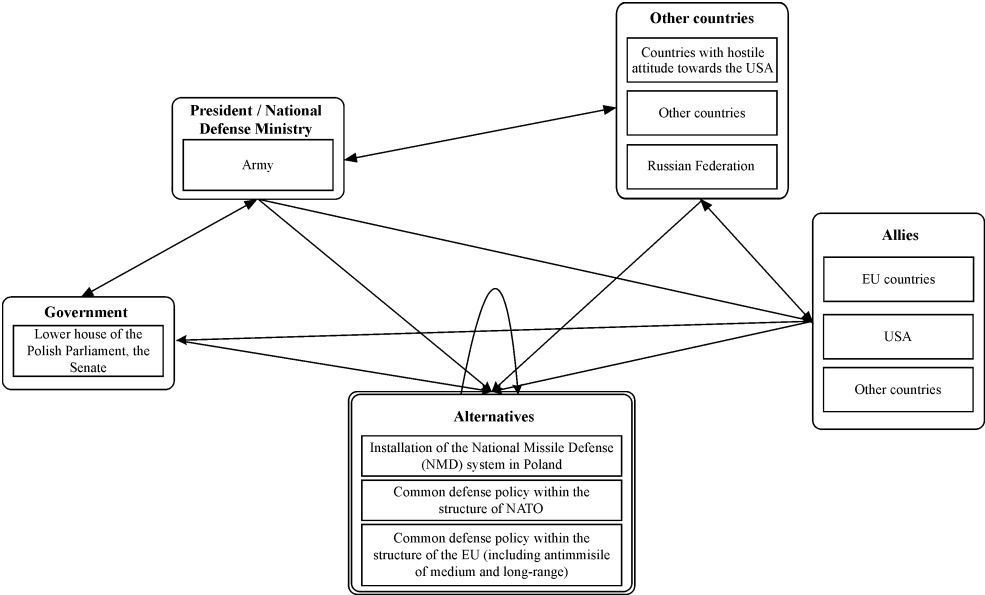 Other countries
Countries with hostile
attitude towards the USA
Other countries
Russian Federation
President / National
Defense Ministry
Army
Allies
EU countries
USA
Other countries
Government
Lower house of the
Polish Parliament, the
Senate
Alternatives
Installation of the National Missile Defense
(NMD) system in Poland
Common defense policy within the
structure of NATO
Common defense policy within the
structure of the EU (including antimmisile
of medium and long-range)